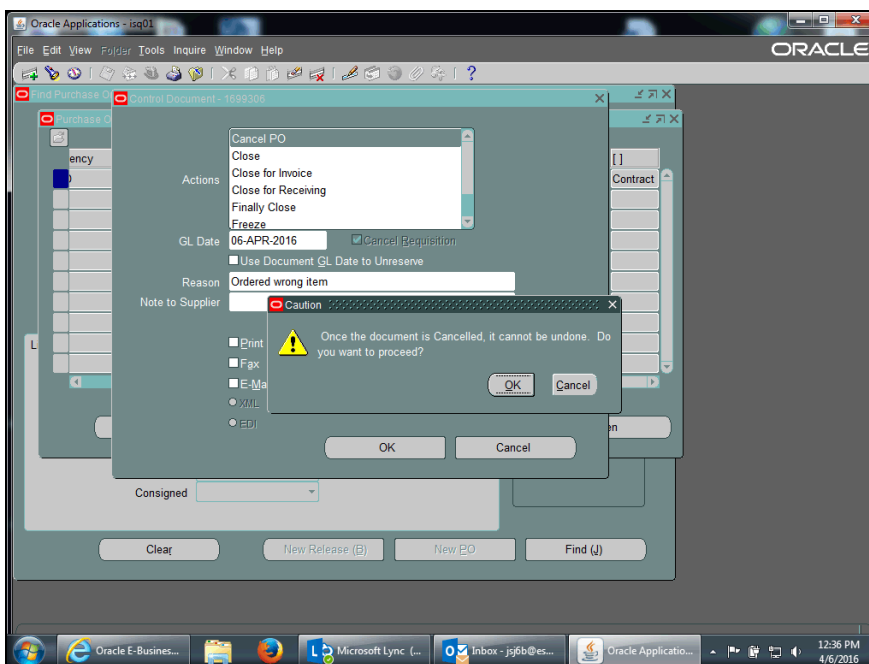 Oracle Applications - isq01
File Edit View Folder Tools Inquire Window Help
ORACLE
Find Purchase O
Control Document - 1699306
Purchase O
ency
[ ]
Contract
Actions
Cancel PO
Close
Close for Invoice
Close for Receiving
Finally Close
Freeze
GL Date 06-APR-2016 Cancel Requisition
Use Document GL Date to Unreserve
Reason Ordered wrong item
Note to Supplier
Caution
Once the document is Cancelled, it cannot be undone. Do
you want to proceed?
OK Cancel
Print
Fax
E-Ma
XML
EDI
OK Cancel
L
en
Consigned
Clear New Release (B) New PO Find (J)
Oracle E-Busines... Microsoft Lync (... Inbox - jsj6b@es... Oracle Applicatio... 12:36 PM
4/6/2016